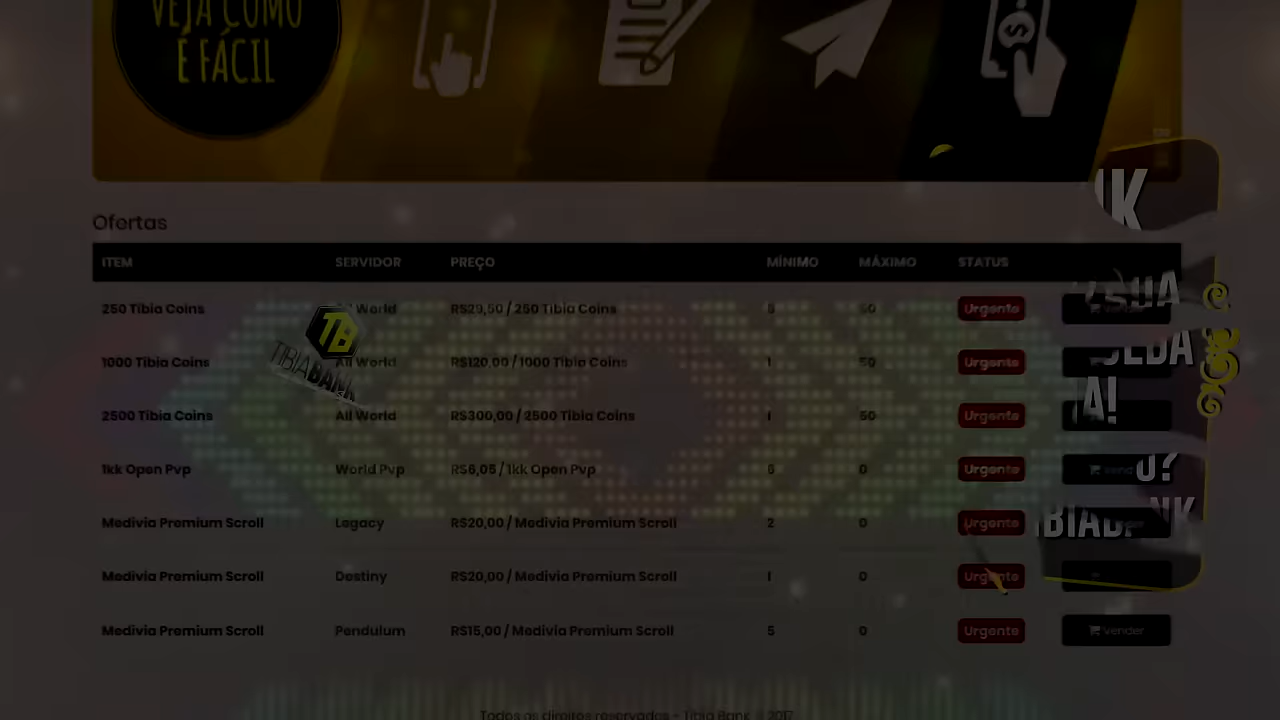 VEJA COMO
É FÁCIL
Ofertas
ITEM SERVIDOR PREÇO MÍNIMO MÁXIMO STATUS
250 Tibia Coins World R$29,50 / 250 Tibia Coins Urgente vender
1000 Tibia Coins All World R$120,00 / 1000 Tibia Coins 1 50 Urgente
2500 Tibia Coins All World R$300,00 / 2500 Tibia Coins 1 50 Urgente
1kk Open Pvp World Pvp R$6,05 / 1kk Open Pvp 6 0 Urgente
Medivia Premium Scroll Legacy R$20,00 / Medivia Premium Scroll 2 0 Urgente
Medivia Premium Scroll Destiny R$20,00 / Medivia Premium Scroll 1 0 Urgente
Medivia Premium Scroll Pendulum R$15,00 / Medivia Premium Scroll 5 0 Urgente vender
TB
TIBIABANK
A!
Todos os direitos reservados - Tibia Bank © 2017